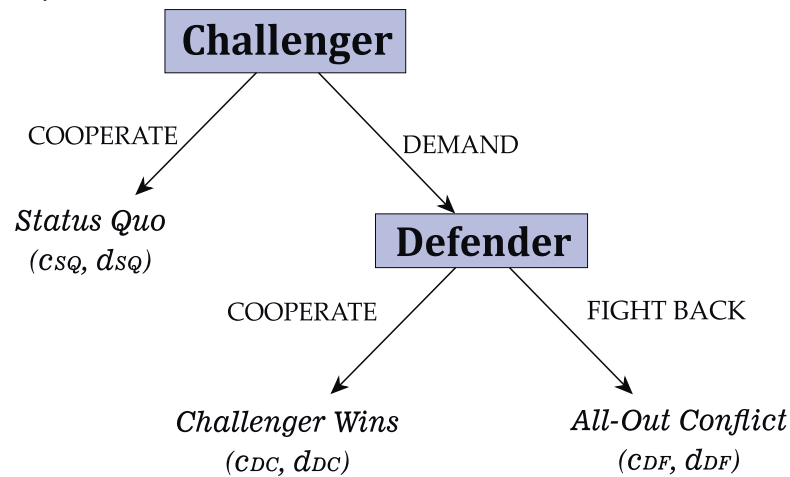 Challenger
COOPERATE
DEMAND
Status Quo
(cSQ, dSQ)
Defender
COOPERATE
FIGHT BACK
Challenger Wins
(cDC, dDC)
All-Out Conflict
(cDF, dDF)